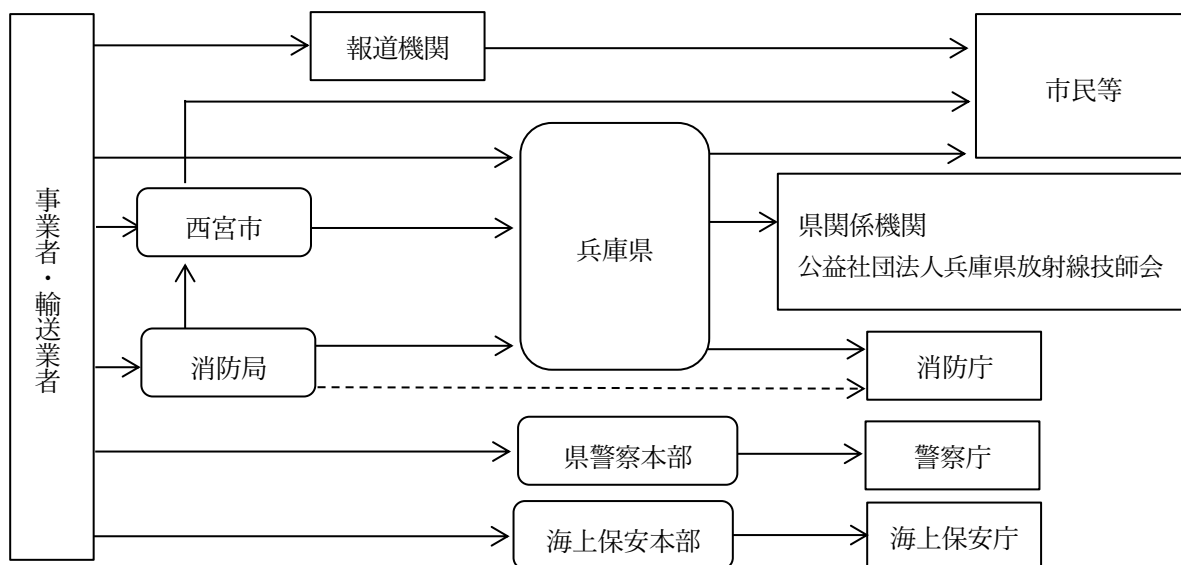 報道機関
市民等
事業者・輸送業者
西宮市
兵庫県
県関係機関
公益社団法人兵庫県放射線技師会
消防局
消防庁
県警察本部
警察庁
海上保安本部
海上保安庁